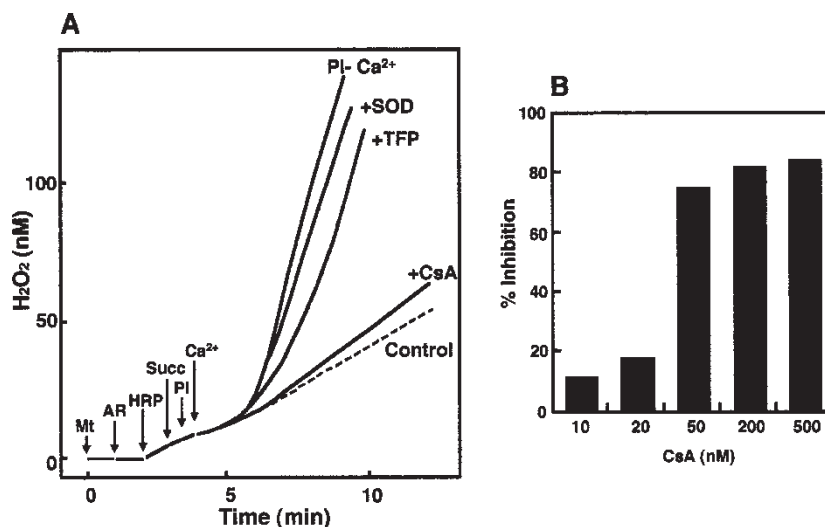 A
PI- Ca²⁺
+SOD
+TFP
+CsA
Control
100
50
0
H₂O₂ (nM)
Mt
AR
HRP
Succ
PI
Ca²⁺
0
5
10
Time (min)
B
100
80
60
40
20
0
% Inhibition
10
20
50
200
500
CsA (nM)